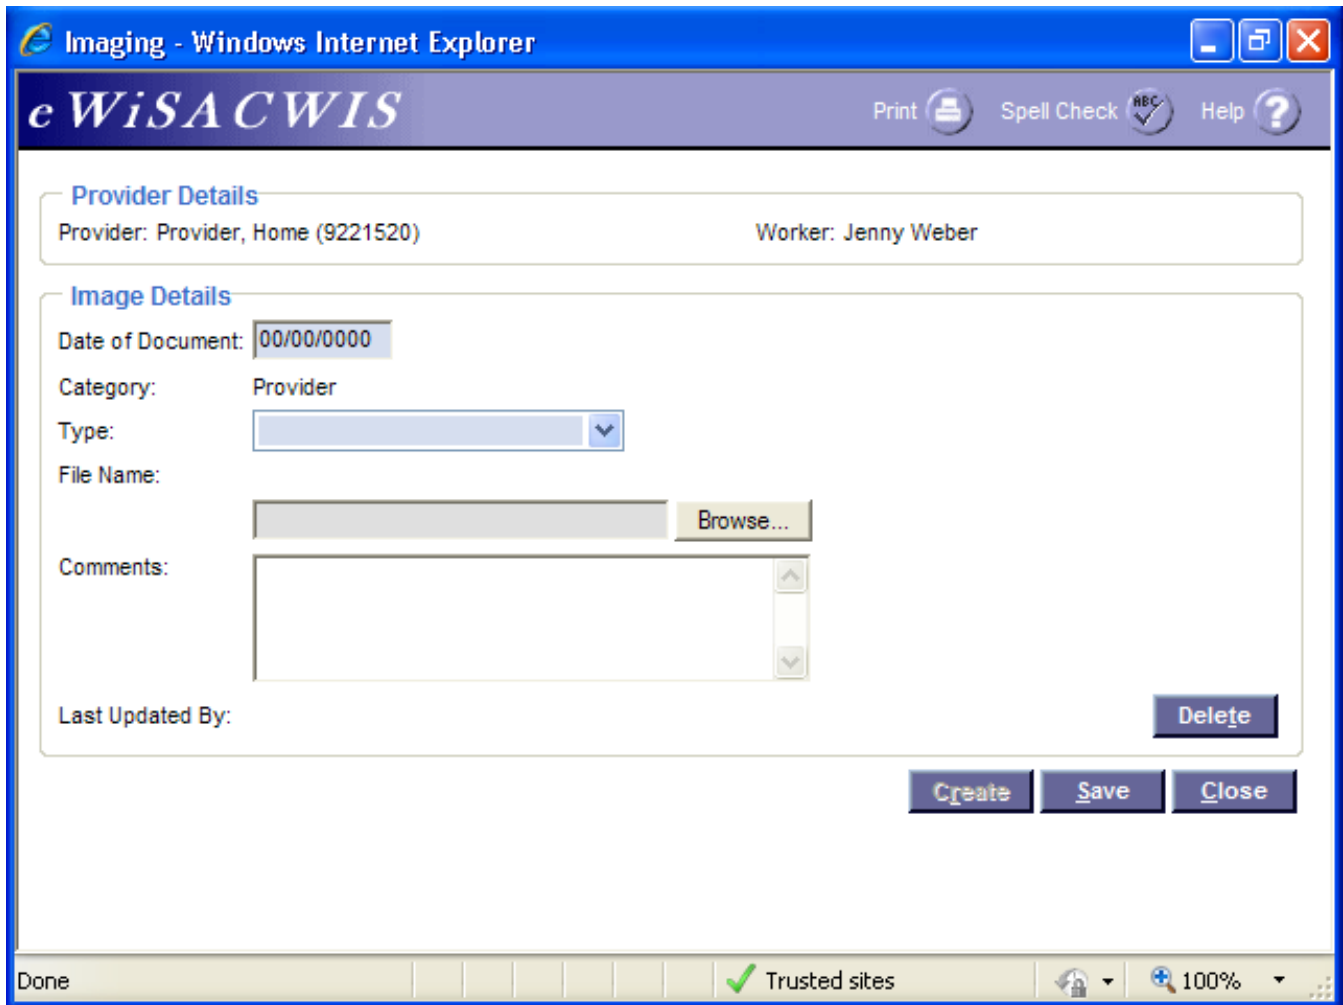 Imaging - Windows Internet Explorer
eWiSACWIS Print Spell Check ABC Help ?
Provider Details
Provider: Provider, Home (9221520) Worker: Jenny Weber
Image Details
Date of Document: 00/00/0000
Category: Provider
Type:
File Name:
Browse...
Comments:
Last Updated By: Delete
Create Save Close
Done Trusted sites 100%